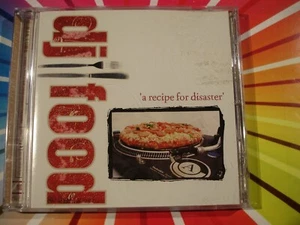 dj food
'a recipe for disaster'